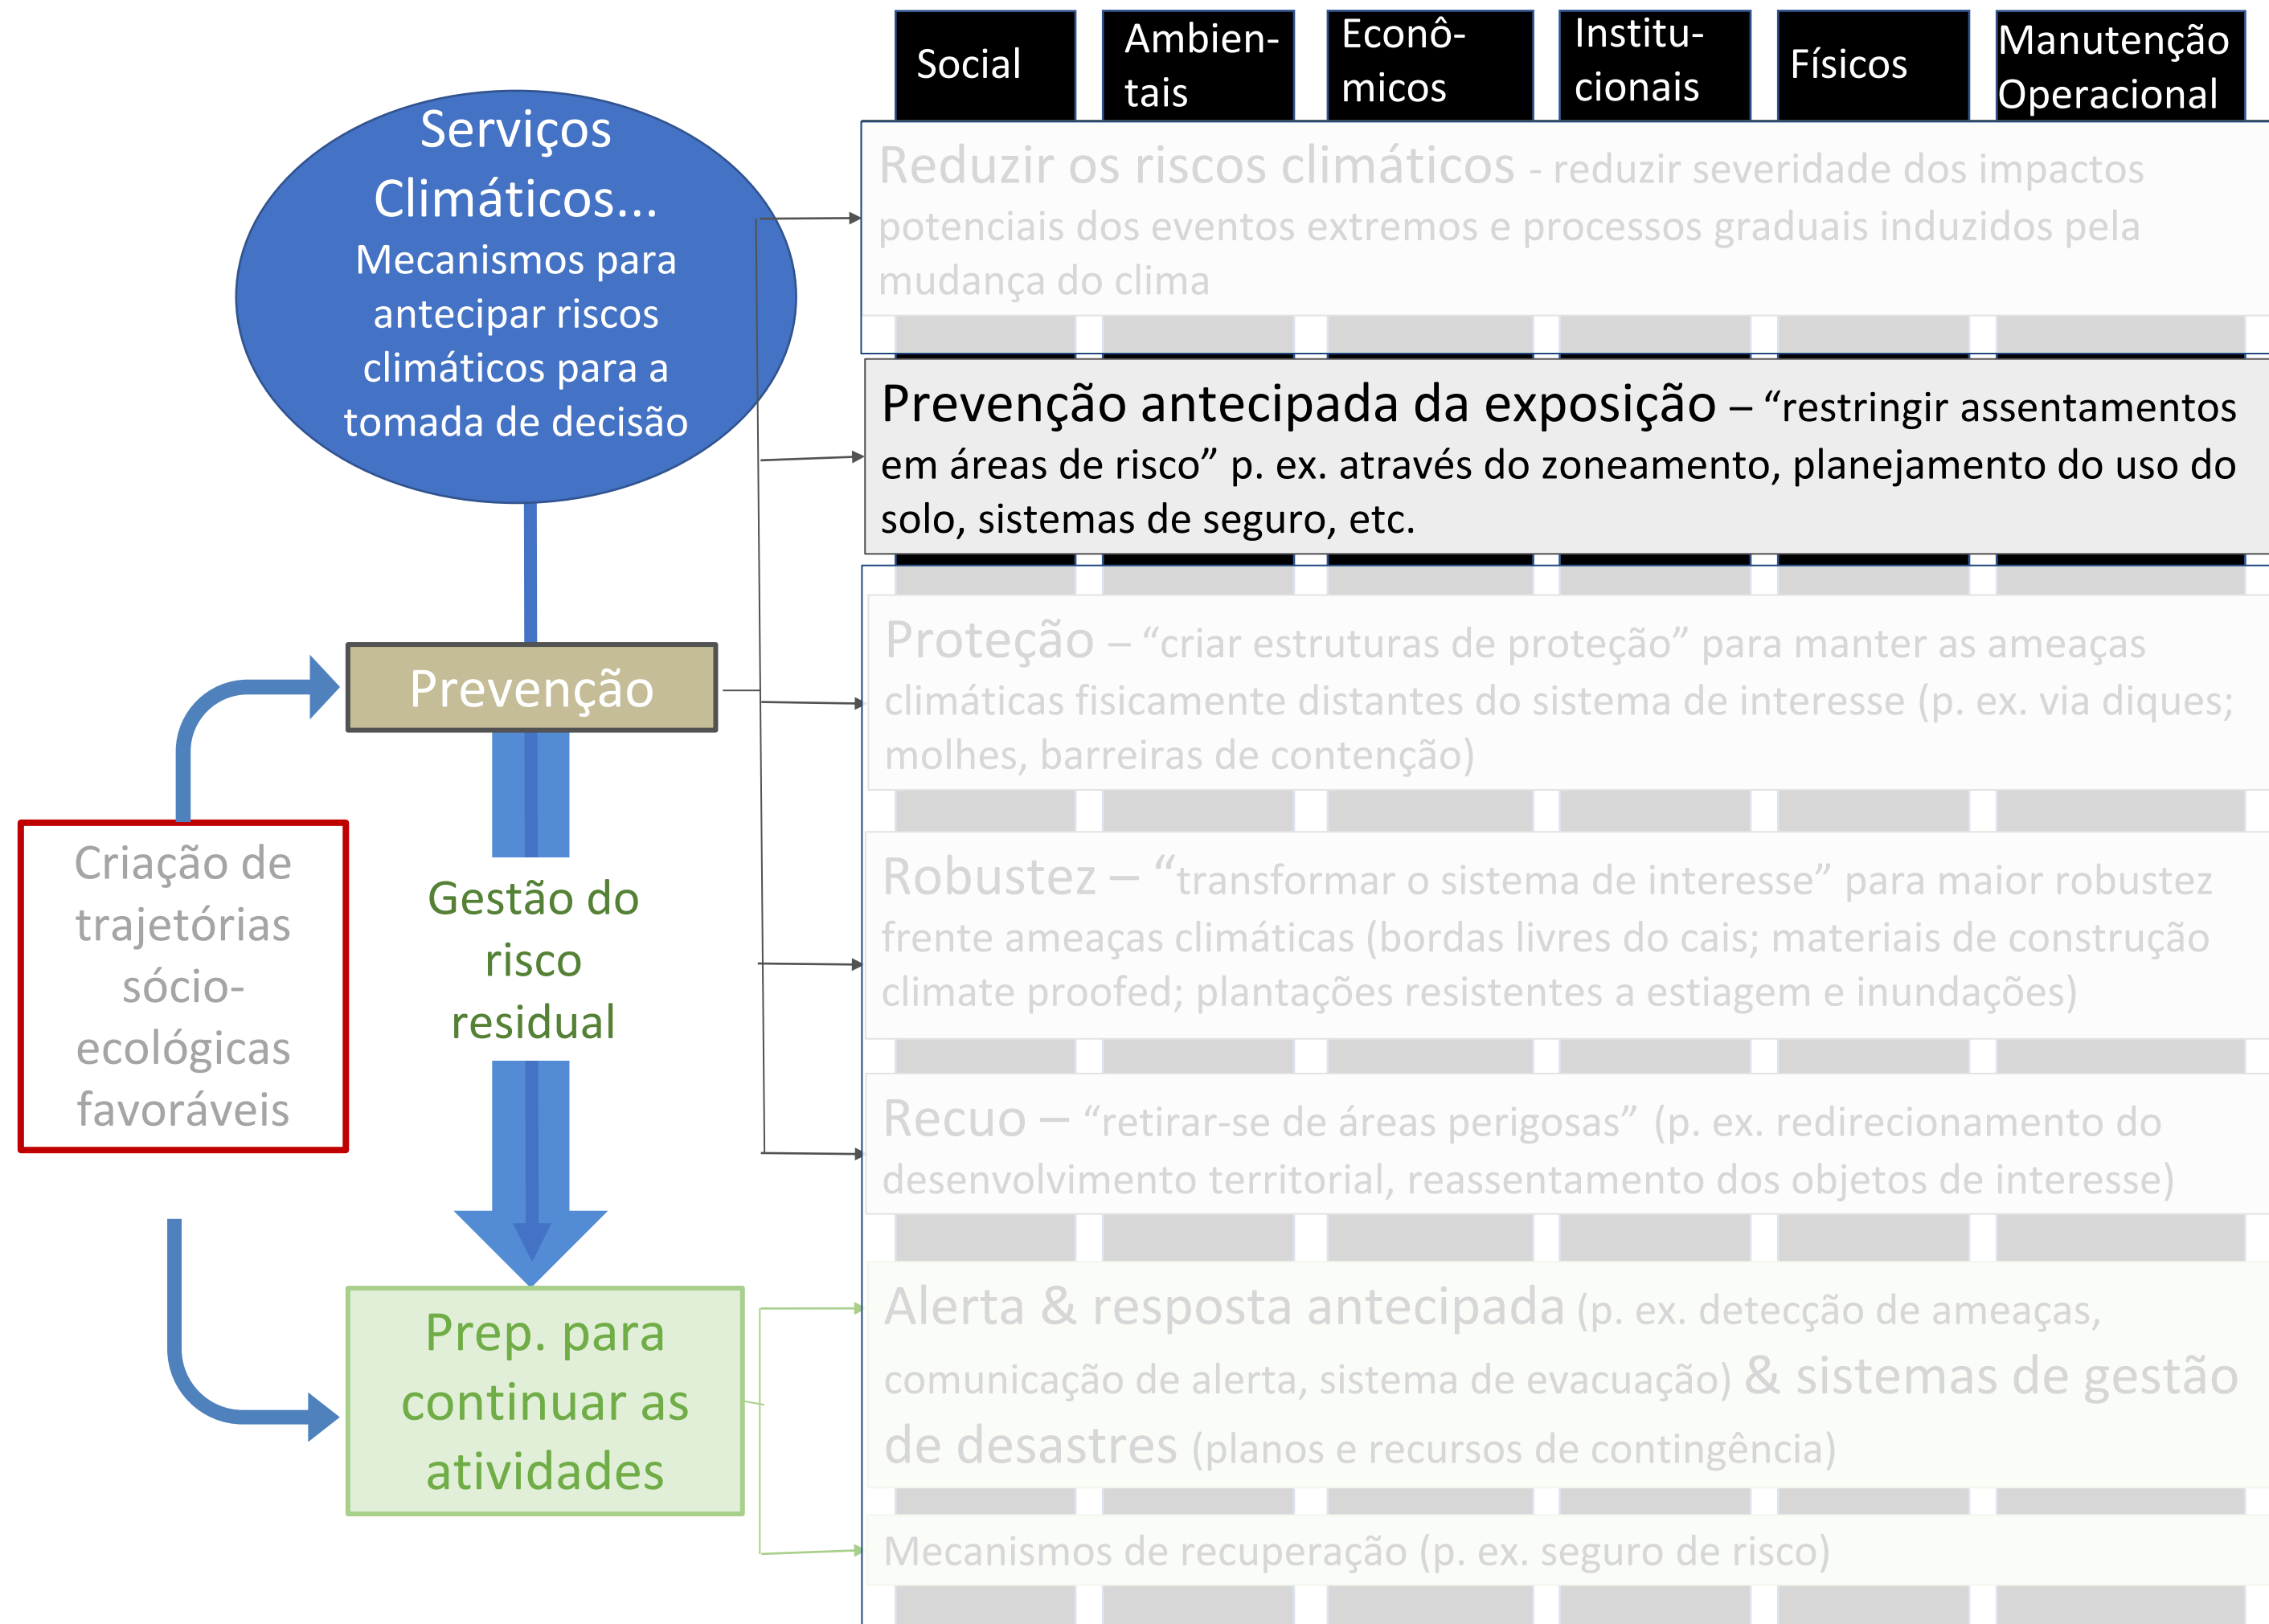 Social
Ambien-
tais
Econô-
micos
Institu-
cionais
Físicos
Manutenção
Operacional
Serviços
Climáticos...
Mecanismos para
antecipar riscos
climáticos para a
tomada de decisão
Reduzir os riscos climáticos - reduzir severidade dos impactos
potenciais dos eventos extremos e processos graduais induzidos pela
mudança do clima
Prevenção antecipada da exposição – “restringir assentamentos
em áreas de risco” p. ex. através do zoneamento, planejamento do uso do
solo, sistemas de seguro, etc.
Prevenção
Proteção – “criar estruturas de proteção” para manter as ameaças
climáticas fisicamente distantes do sistema de interesse (p. ex. via diques;
molhes, barreiras de contenção)
Criação de
trajetórias
sócio-
ecológicas
favoráveis
Gestão do
risco
residual
Robustez – “transformar o sistema de interesse” para maior robustez
frente ameaças climáticas (bordas livres do cais; materiais de construção
climate proofed; plantações resistentes a estiagem e inundações)
Recuo – “retirar-se de áreas perigosas” (p. ex. redirecionamento do
desenvolvimento territorial, reassentamento dos objetos de interesse)
Prep. para
continuar as
atividades
Alerta & resposta antecipada (p. ex. detecção de ameaças,
comunicação de alerta, sistema de evacuação) & sistemas de gestão
de desastres (planos e recursos de contingência)
Mecanismos de recuperação (p. ex. seguro de risco)